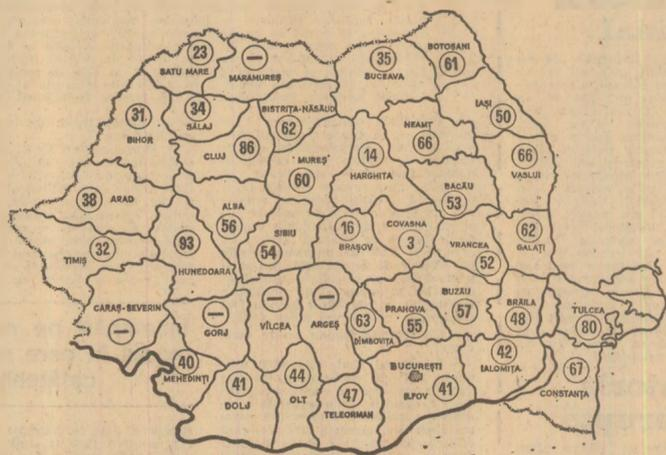 23
SATU MARE
—
MARAMUREȘ
35
SUCEAVA
BOTOȘANI
61
31
BIHOR
34
SĂLAJ
BISTRIȚA-NĂSĂUD
62
CLUJ
86
MUREȘ
60
14
HARGHITA
NEAMȚ
66
IAȘI
50
66
VASLUI
BACĂU
53
38
ARAD
TIMIȘ
32
93
HUNEDOARA
ALBA
56
SIBIU
54
16
BRAȘOV
COVASNA
3
VRANCEA
52
62
GALAȚI
CARAȘ-SEVERIN
—
—
GORJ
—
VÎLCEA
—
ARGEȘ
63
DÎMBOVIȚA
PRAHOVA
55
BUZĂU
57
BRĂILA
48
TULCEA
80
40
MEHEDINȚI
41
DOLJ
44
OLT
47
TELEORMAN
BUCUREȘTI
ILFOV
41
42
IALOMIȚA
67
CONSTANȚA